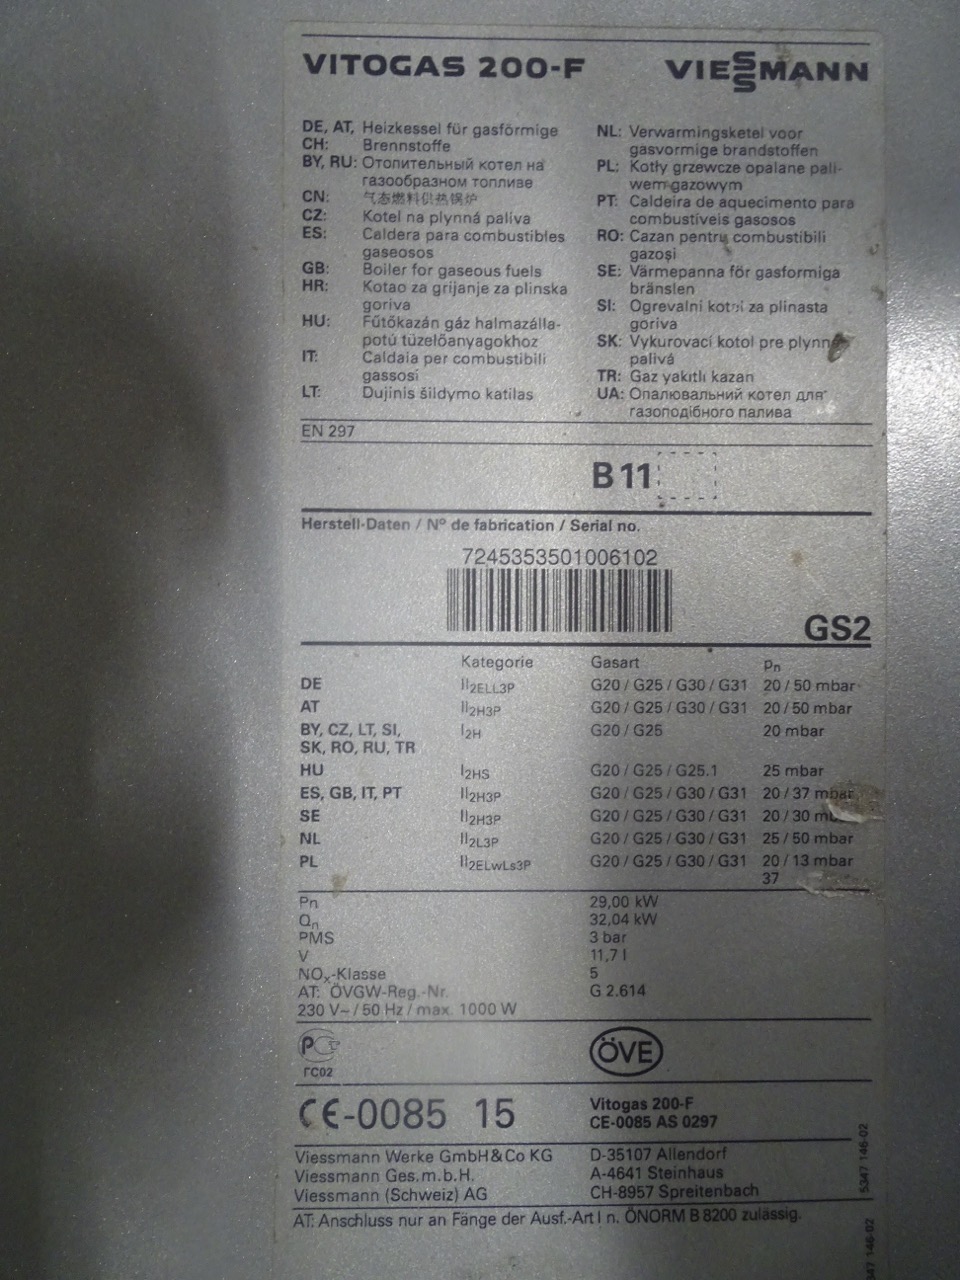 VITOGAS 200-F VIESSMANN
DE, AT, Heizkessel für gasförmige
CH: Brennstoffe
BY, RU: Отопительный котел на
газообразном топливе
CN: 气态燃料供热锅炉
CZ: Kotel na plynná paliva
ES: Caldera para combustibles
gaseosos
GB: Boiler for gaseous fuels
HR: Kotao za grijanje za plinska
goriva
HU: Fűtőkazán gáz halmazálla-
potú tüzelőanyagokhoz
IT: Caldaia per combustibili
gassosi
LT: Dujinis šildymo katilas
NL: Verwarmingsketel voor
gasvormige brandstoffen
PL: Kotły grzewcze opalane pali-
wem gazowym
PT: Caldeira de aquecimento para
combustíveis gasosos
RO: Cazan pentru combustibili
gazoşi
SE: Värmepanna för gasformiga
bränslen
SI: Ogrevalni kotel za plinasta
goriva
SK: Vykurovací kotol pre plynné
palivá
TR: Gaz yakıtlı kazan
UA: Опалювальний котел для
газоподібного палива
EN 297
B 11
Herstell-Daten / N° de fabrication / Serial no.
7245353501006102
GS2
Kategorie Gasart Pn
DE II2ELL3P G20 / G25 / G30 / G31 20 / 50 mbar
AT II2H3P G20 / G25 / G30 / G31 20 / 50 mbar
BY, CZ, LT, SI, I2H G20 / G25 20 mbar
SK, RO, RU, TR
HU I2HS G20 / G25 / G25.1 25 mbar
ES, GB, IT, PT II2H3P G20 / G25 / G30 / G31 20 / 37 mbar
SE II2H3P G20 / G25 / G30 / G31 20 / 30 mbar
NL II2L3P G20 / G25 / G30 / G31 25 / 50 mbar
PL II2ELwLs3P G20 / G25 / G30 / G31 20 / 13 mbar
37
Pn 29,00 kW
Qn 32,04 kW
PMS 3 bar
V 11,7 l
NOx-Klasse 5
AT: ÖVGW-Reg.-Nr. G 2.614
230 V~ / 50 Hz / max. 1000 W
ГС02
ÖVE
CE-0085 15
Vitogas 200-F
CE-0085 AS 0297
Viessmann Werke GmbH & Co KG D-35107 Allendorf
Viessmann Ges.m.b.H. A-4641 Steinhaus
Viessmann (Schweiz) AG CH-8957 Spreitenbach
AT: Anschluss nur an Fänge der Ausf.-Art I n. ÖNORM B 8200 zulässig.
5347 146-02
47 146-02